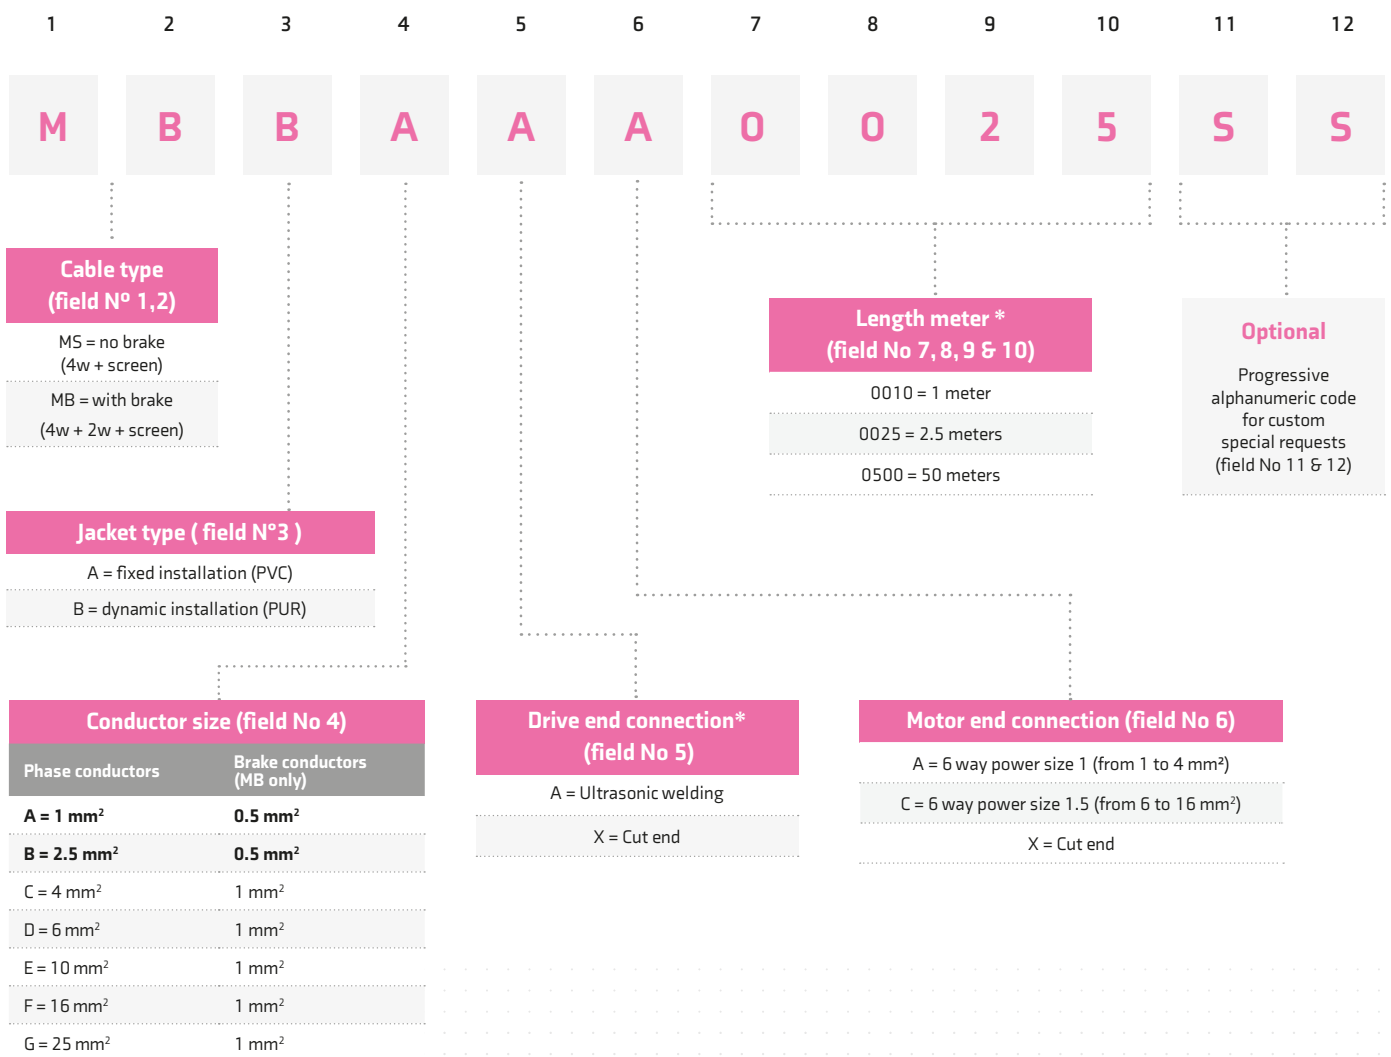 1 2 3 4 5 6 7 8 9 10 11 12
M B B A A A 0 0 2 5 S S
Cable type
(field Nº 1,2)
MS = no brake
(4w + screen)
MB = with brake
(4w + 2w + screen)
Length meter *
(field No 7, 8, 9 & 10)
0010 = 1 meter
0025 = 2.5 meters
0500 = 50 meters
Optional
Progressive
alphanumeric code
for custom
special requests
(field No 11 & 12)
Jacket type ( field N°3 )
A = fixed installation (PVC)
B = dynamic installation (PUR)
Conductor size (field No 4)
Phase conductors Brake conductors
(MB only)
A = 1 mm² 0.5 mm²
B = 2.5 mm² 0.5 mm²
C = 4 mm² 1 mm²
D = 6 mm² 1 mm²
E = 10 mm² 1 mm²
F = 16 mm² 1 mm²
G = 25 mm² 1 mm²
Drive end connection*
(field No 5)
A = Ultrasonic welding
X = Cut end
Motor end connection (field No 6)
A = 6 way power size 1 (from 1 to 4 mm²)
C = 6 way power size 1.5 (from 6 to 16 mm²)
X = Cut end